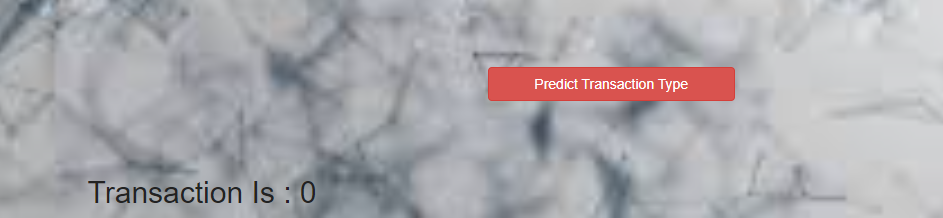 Predict Transaction Type
Transaction Is : 0